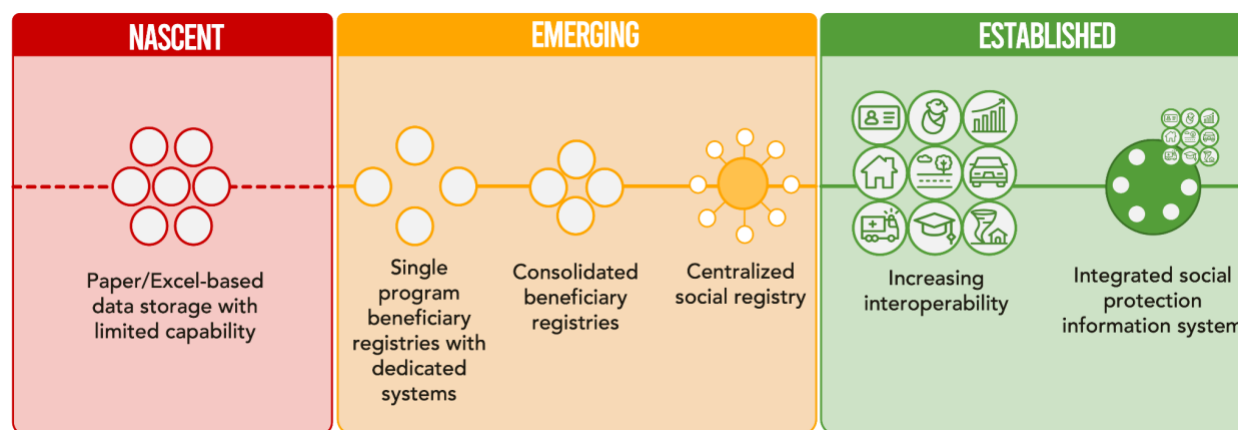 NASCENT
Paper/Excel-based
data storage with
limited capability
EMERGING
Single
program
beneficiary
registries with
dedicated
systems
Consolidated
beneficiary
registries
Centralized
social registry
ESTABLISHED
Increasing
interoperability
Integrated social
protection
information system